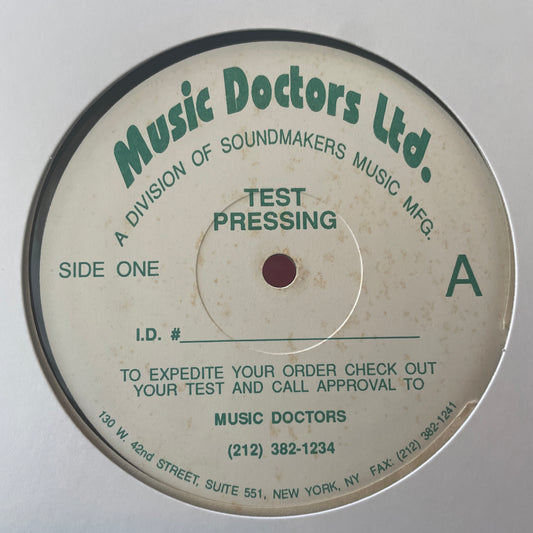 Music Doctors Ltd.
A DIVISION OF SOUNDMAKERS MUSIC MFG.
TEST
PRESSING
SIDE ONE
A
I.D. #
TO EXPEDITE YOUR ORDER CHECK OUT
YOUR TEST AND CALL APPROVAL TO
MUSIC DOCTORS
(212) 382-1234
130 W. 42nd STREET, SUITE 551, NEW YORK, NY FAX: (212) 382-1241